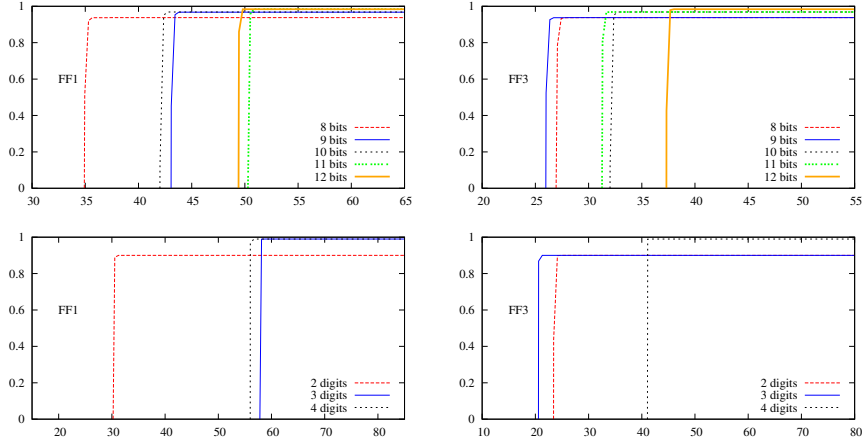 1
0.8
0.6
0.4
0.2
0
FF1
8 bits
9 bits
10 bits
11 bits
12 bits
30 35 40 45 50 55 60 65
1
0.8
0.6
0.4
0.2
0
FF3
8 bits
9 bits
10 bits
11 bits
12 bits
20 25 30 35 40 45 50 55
1
0.8
0.6
0.4
0.2
0
FF1
2 digits
3 digits
4 digits
20 30 40 50 60 70 80
1
0.8
0.6
0.4
0.2
0
FF3
2 digits
3 digits
4 digits
10 20 30 40 50 60 70 80